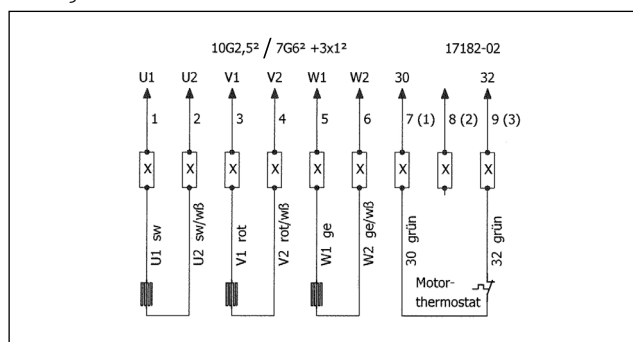 10G2,5² / 7G6² +3x1² 17182-02
U1 U2 V1 V2 W1 W2 30 32
1 2 3 4 5 6 7 (1) 8 (2) 9 (3)
X X X X X X X X X
U1 sw
U2 sw/wß
V1 rot
V2 rot/wß
W1 ge
W2 ge/wß
30 grün
32 grün
Motor-
thermostat